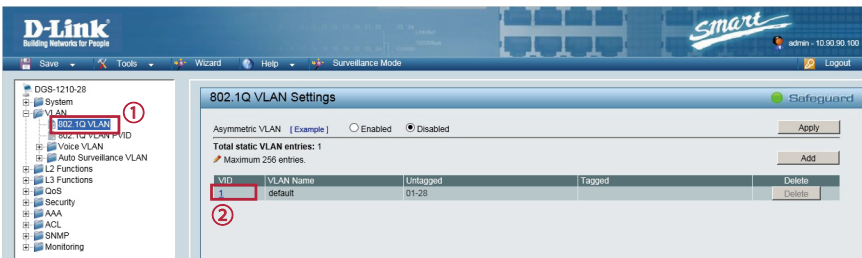 D-Link
Building Networks for People
smart
admin - 10.90.90.100
Save
Tools
Wizard
Help
Surveillance Mode
Logout
DGS-1210-28
System
VLAN
802.1Q VLAN
802.1Q VLAN PVID
Voice VLAN
Auto Surveillance VLAN
L2 Functions
L3 Functions
QoS
Security
AAA
ACL
SNMP
Monitoring
①
802.1Q VLAN Settings
Safeguard
Asymmetric VLAN [ Example ] Enabled Disabled Apply
Total static VLAN entries: 1
Maximum 256 entries. Add
VID VLAN Name Untagged Tagged Delete
1 default 01-28 Delete
②